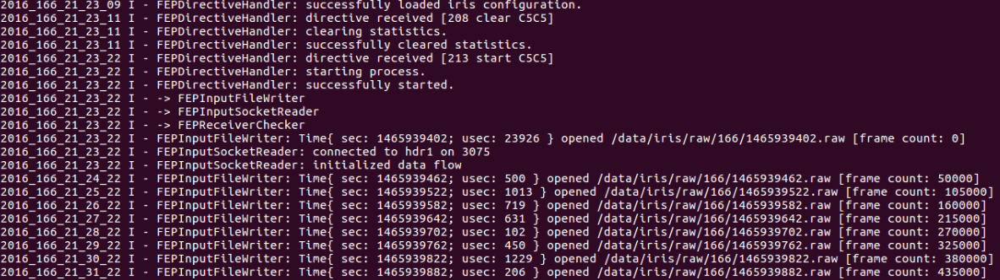 2016_166_21_23_09 I - FEPDirectiveHandler: successfully loaded iris configuration.
2016_166_21_23_11 I - FEPDirectiveHandler: directive received [208 clear C5C5]
2016_166_21_23_11 I - FEPDirectiveHandler: clearing statistics.
2016_166_21_23_11 I - FEPDirectiveHandler: successfully cleared statistics.
2016_166_21_23_22 I - FEPDirectiveHandler: directive received [213 start C5C5]
2016_166_21_23_22 I - FEPDirectiveHandler: starting process.
2016_166_21_23_22 I - FEPDirectiveHandler: successfully started.
2016_166_21_23_22 I - -> FEPInputFileWriter
2016_166_21_23_22 I - -> FEPInputSocketReader
2016_166_21_23_22 I - -> FEPReceiverChecker
2016_166_21_23_22 I - FEPInputFileWriter: Time{ sec: 1465939402; usec: 23926 } opened /data/iris/raw/166/1465939402.raw [frame count: 0]
2016_166_21_23_22 I - FEPInputSocketReader: connected to hdr1 on 3075
2016_166_21_23_22 I - FEPInputSocketReader: initialized data flow
2016_166_21_24_22 I - FEPInputFileWriter: Time{ sec: 1465939462; usec: 500 } opened /data/iris/raw/166/1465939462.raw [frame count: 50000]
2016_166_21_25_22 I - FEPInputFileWriter: Time{ sec: 1465939522; usec: 1013 } opened /data/iris/raw/166/1465939522.raw [frame count: 105000]
2016_166_21_26_22 I - FEPInputFileWriter: Time{ sec: 1465939582; usec: 719 } opened /data/iris/raw/166/1465939582.raw [frame count: 160000]
2016_166_21_27_22 I - FEPInputFileWriter: Time{ sec: 1465939642; usec: 631 } opened /data/iris/raw/166/1465939642.raw [frame count: 215000]
2016_166_21_28_22 I - FEPInputFileWriter: Time{ sec: 1465939702; usec: 102 } opened /data/iris/raw/166/1465939702.raw [frame count: 270000]
2016_166_21_29_22 I - FEPInputFileWriter: Time{ sec: 1465939762; usec: 450 } opened /data/iris/raw/166/1465939762.raw [frame count: 325000]
2016_166_21_30_22 I - FEPInputFileWriter: Time{ sec: 1465939822; usec: 1229 } opened /data/iris/raw/166/1465939822.raw [frame count: 380000]
2016_166_21_31_22 I - FEPInputFileWriter: Time{ sec: 1465939882; usec: 206 } opened /data/iris/raw/166/1465939882.raw [frame count: 435000]